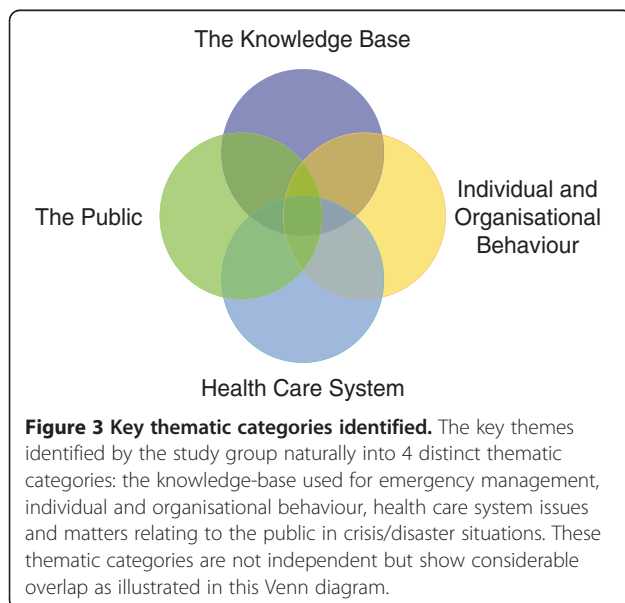 The Knowledge Base
The Public
Individual and
Organisational
Behaviour
Health Care System
Figure 3 Key thematic categories identified. The key themes
identified by the study group naturally into 4 distinct thematic
categories: the knowledge-base used for emergency management,
individual and organisational behaviour, health care system issues
and matters relating to the public in crisis/disaster situations. These
thematic categories are not independent but show considerable
overlap as illustrated in this Venn diagram.